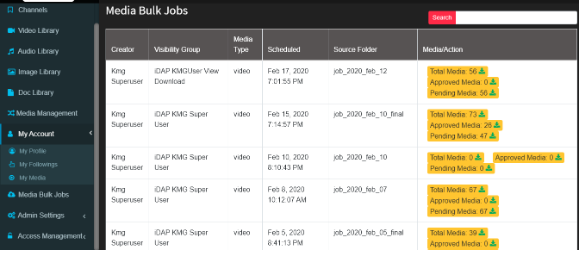 Channels
Video Library
Audio Library
Image Library
Doc Library
Media Management
My Account
My Profile
My Followings
My Media
Media Bulk Jobs
Admin Settings
Access Management
Media Bulk Jobs
Search
Creator Visibility Group Media Type Scheduled Source Folder Media/Action
Kmg Superuser iDAP KMGUser View Download video Feb 17, 2020 7:01:55 PM job_2020_feb_12 Total Media: 56 Approved Media: 0 Pending Media: 56
Kmg Superuser iDAP KMG Super User video Feb 15, 2020 7:14:57 PM job_2020_feb_10_final Total Media: 73 Approved Media: 26 Pending Media: 47
Kmg Superuser iDAP KMG Super User video Feb 10, 2020 8:10:43 PM job_2020_feb_10 Total Media: 0 Approved Media: 0 Pending Media: 0
Kmg Superuser iDAP KMG Super User video Feb 8, 2020 10:12:07 AM job_2020_feb_07 Total Media: 67 Approved Media: 0 Pending Media: 67
Kmg Superuser iDAP KMG Super User video Feb 5, 2020 8:41:13 PM job_2020_feb_05_final Total Media: 39 Approved Media: 0